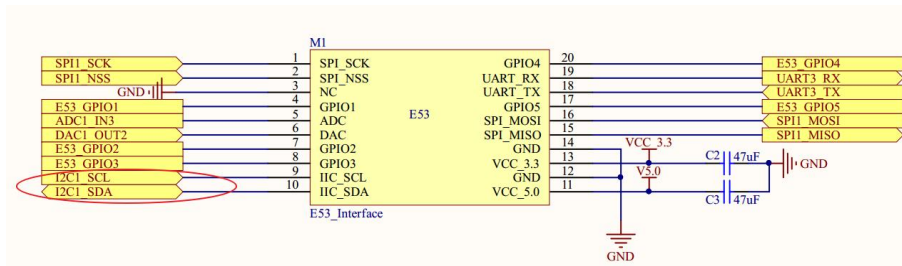 M1
SPI1_SCK 1 SPI_SCK GPIO4 20 E53_GPIO4
SPI1_NSS 2 SPI_NSS UART_RX 19 UART3_RX
GND 3 NC UART_TX 18 UART3_TX
E53_GPIO1 4 GPIO1 GPIO5 17 E53_GPIO5
ADC1_IN3 5 ADC E53 SPI_MOSI 16 SPI1_MOSI
DAC1_OUT2 6 DAC SPI_MISO 15 SPI1_MISO
E53_GPIO2 7 GPIO2 GND 14 VCC_3.3
E53_GPIO3 8 GPIO3 VCC_3.3 13 C2 47uF GND
I2C1_SCL 9 IIC_SCL GND 12 V5.0
I2C1_SDA 10 IIC_SDA VCC_5.0 11 C3 47uF
E53_Interface
GND